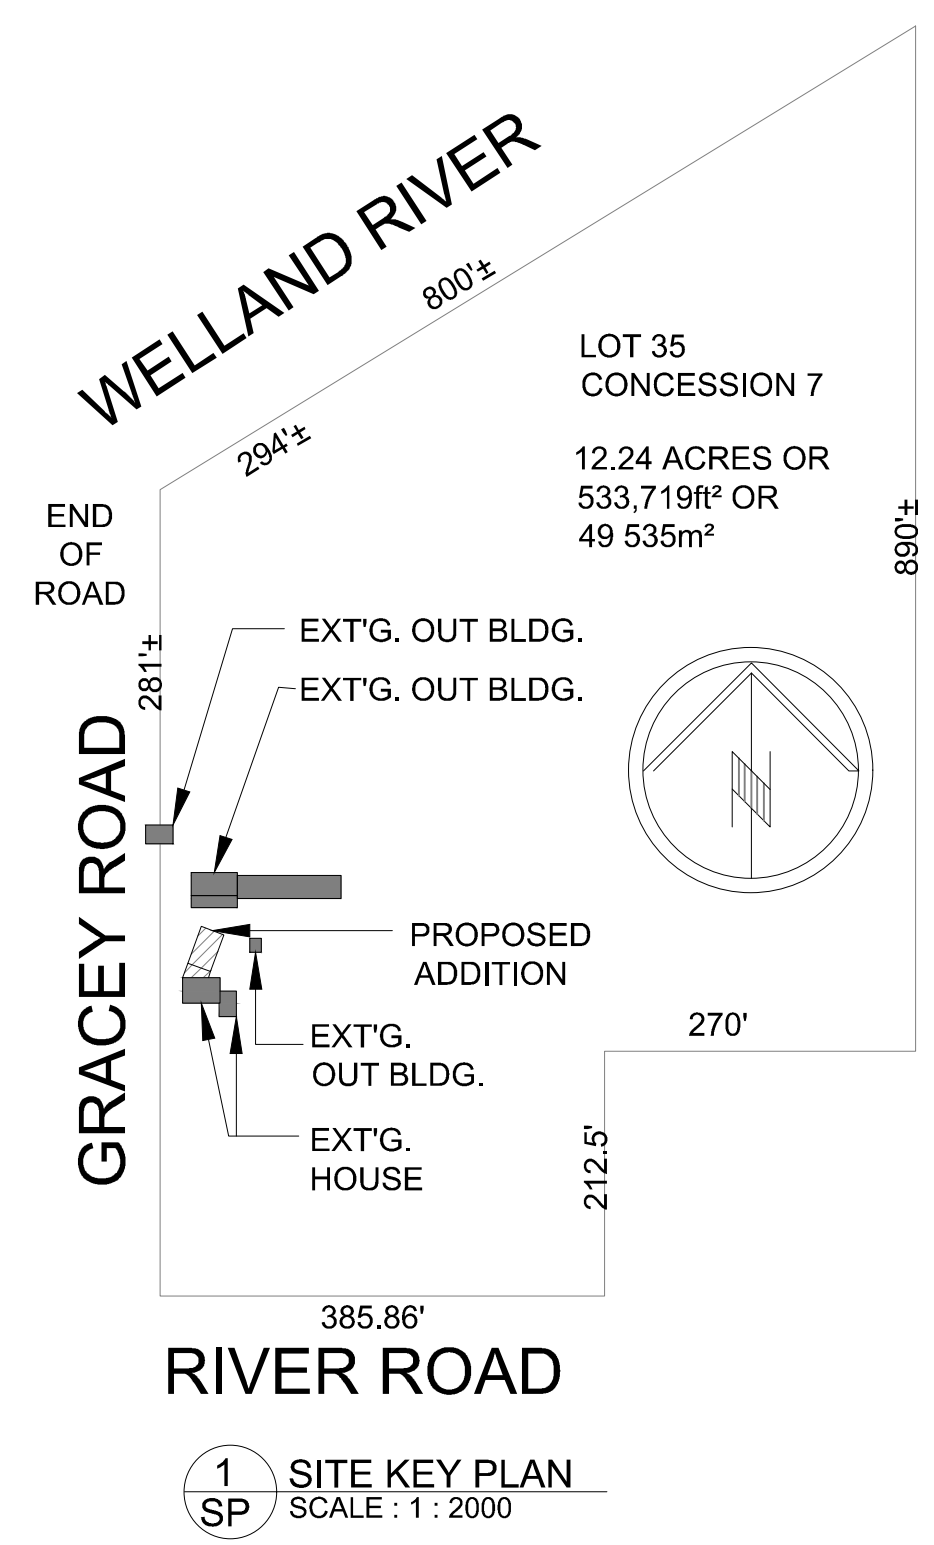 WELLAND RIVER
800'±
294'±
LOT 35
CONCESSION 7
12.24 ACRES OR
533,719ft² OR
49 535m²
890'±
END
OF
ROAD
281'±
EXT'G. OUT BLDG.
EXT'G. OUT BLDG.
GRACEY ROAD
N
PROPOSED
ADDITION
270'
EXT'G.
OUT BLDG.
212.5'
EXT'G.
HOUSE
385.86'
RIVER ROAD
1
SP
SITE KEY PLAN
SCALE : 1 : 2000